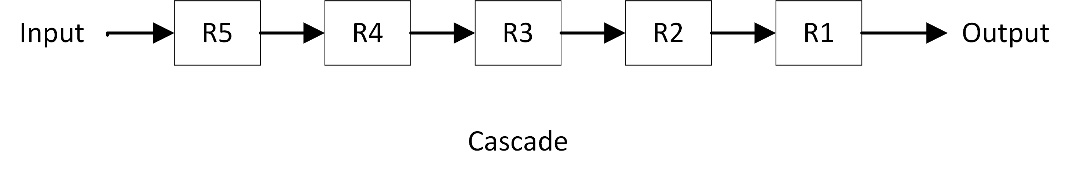 Input R5 R4 R3 R2 R1 Output
Cascade